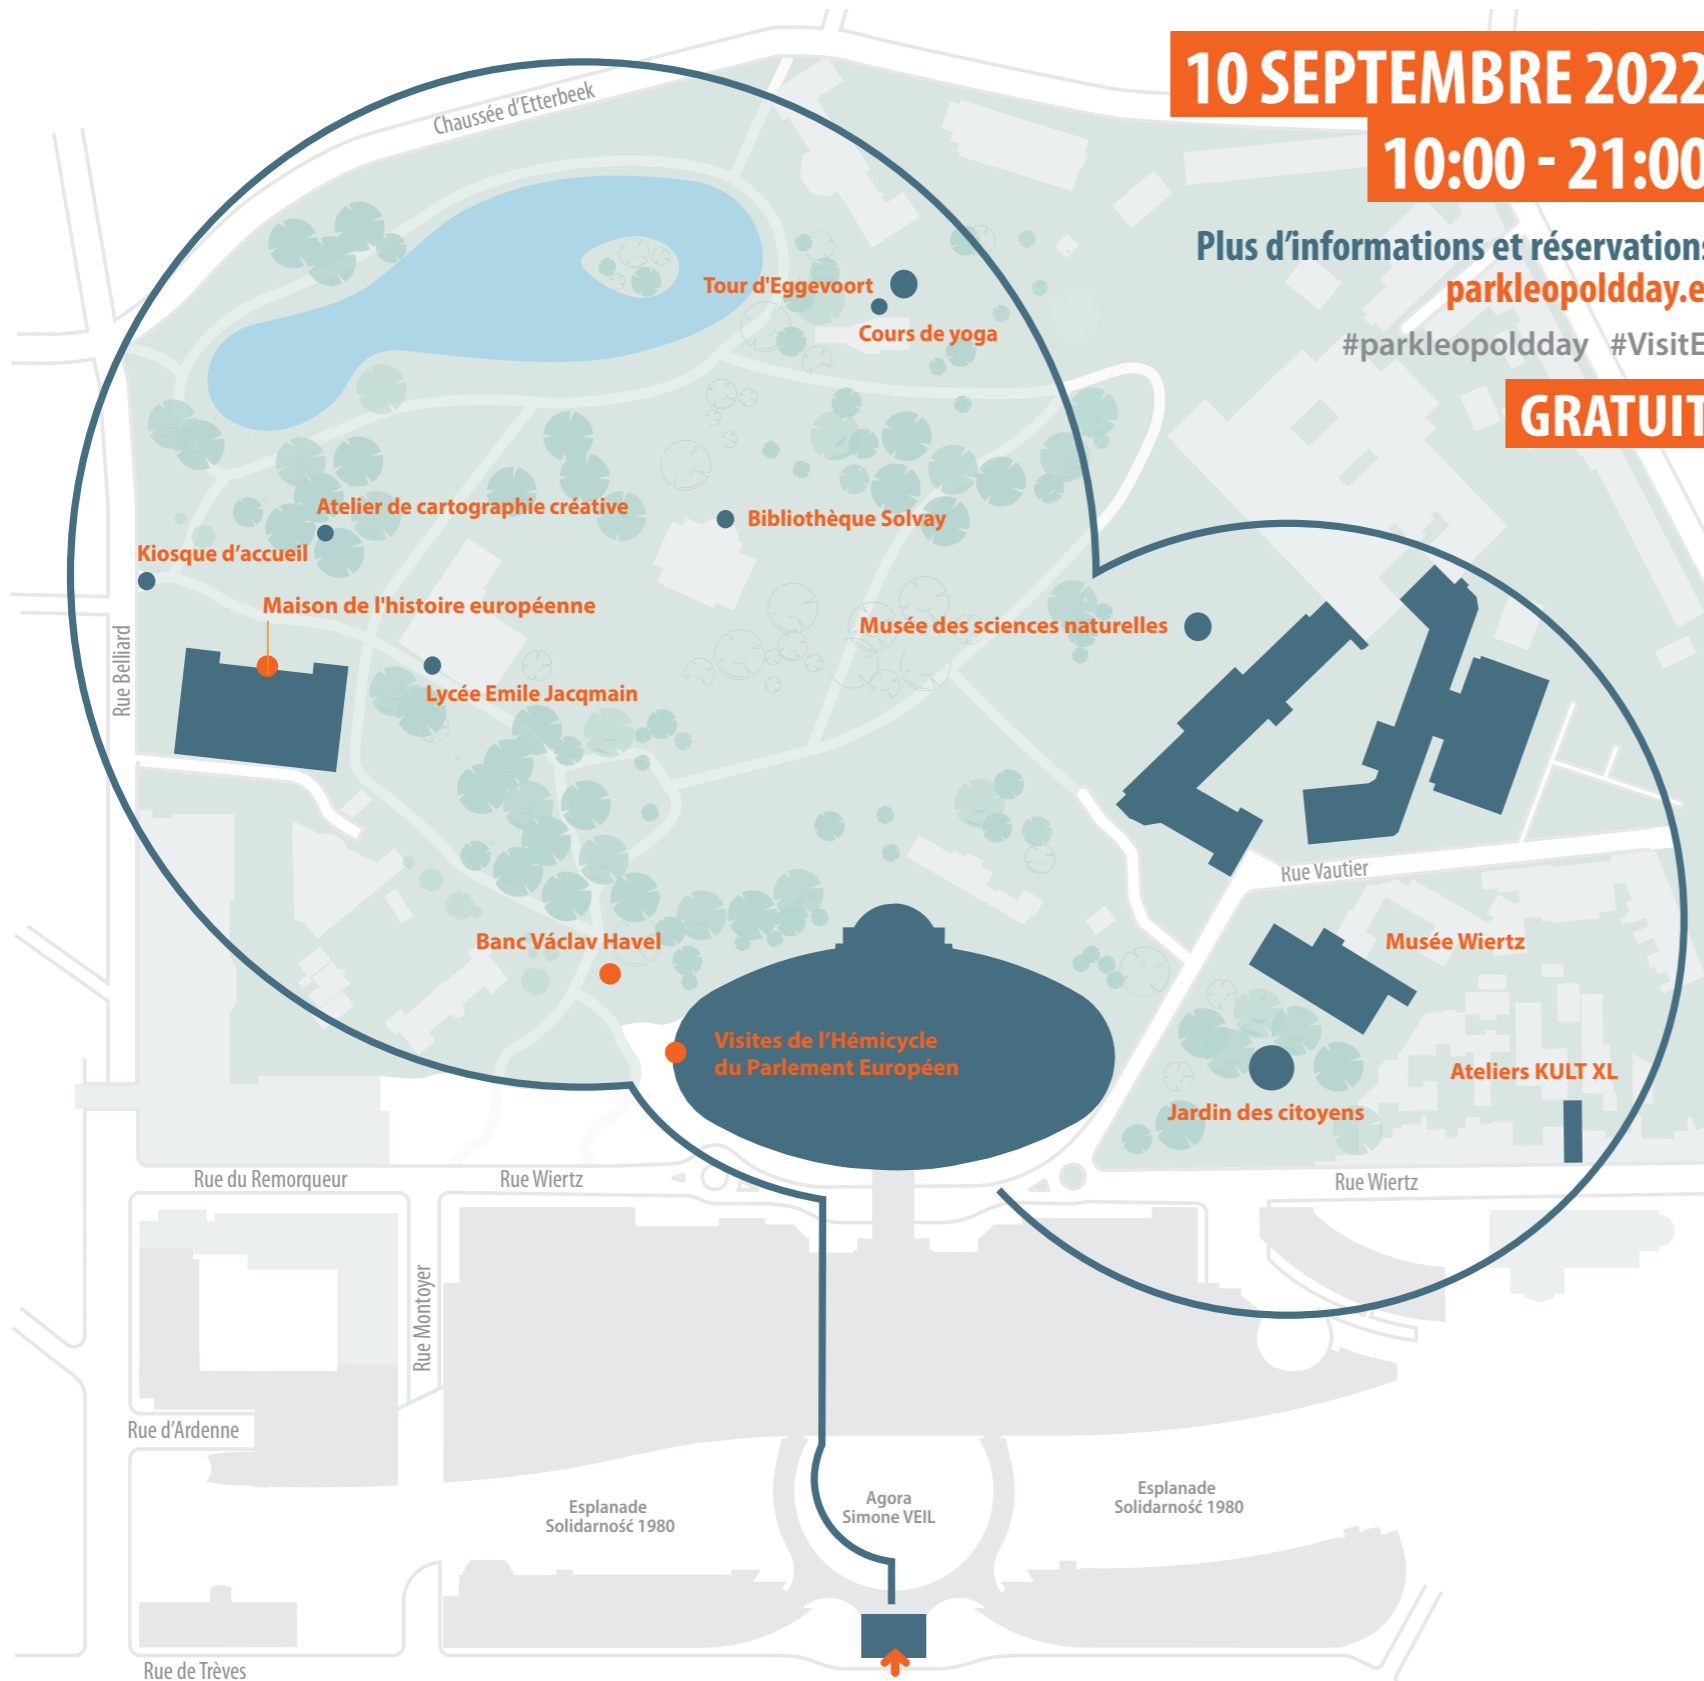 10 SEPTEMBRE 2022
10:00 - 21:00
Chaussée d'Etterbeek
Plus d'informations et réservations
parkleopoldday.e
#parkleopoldday #VisitE
GRATUIT
Tour d'Eggevoort
Cours de yoga
Atelier de cartographie créative
Bibliothèque Solvay
Kiosque d'accueil
Maison de l'histoire européenne
Musée des sciences naturelles
Rue Belliard
Lycée Emile Jacqmain
Rue Vautier
Banc Václav Havel
Musée Wiertz
Visites de l'Hémicycle
du Parlement Européen
Ateliers KULT XL
Jardin des citoyens
Rue du Remorqueur
Rue Wiertz
Rue Wiertz
Rue Montoyer
Rue d'Ardenne
Esplanade
Solidarność 1980
Agora
Simone VEIL
Esplanade
Solidarność 1980
Rue de Trèves